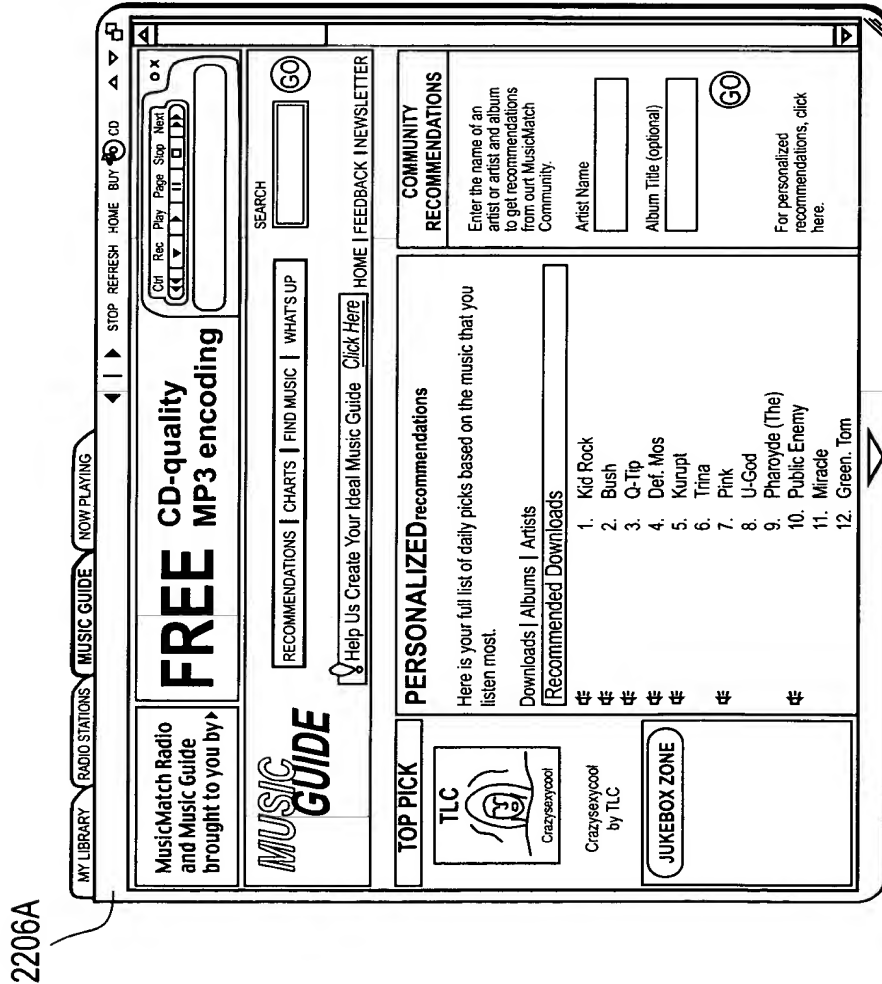 2206A
MY LIBRARY
RADIO STATIONS
MUSIC GUIDE
NOW PLAYING
STOP REFRESH HOME BUY CD
MusicMatch Radio
and Music Guide
brought to you by
FREE CD-quality
MP3 encoding
Ctrl Rec Play Page Stop Next
MUSIC
GUIDE
RECOMMENDATIONS | CHARTS | FIND MUSIC | WHAT'S UP
SEARCH
GO
Help Us Create Your Ideal Music Guide Click Here
HOME | FEEDBACK | NEWSLETTER
TOP PICK
TLC
Crazysexycool
Crazysexycool
by TLC
JUKEBOX ZONE
PERSONALIZED recommendations
Here is your full list of daily picks based on the music that you
listen most.
Downloads | Albums | Artists
Recommended Downloads
1. Kid Rock
2. Bush
3. Q-Tip
4. Def. Mos
5. Kurupt
6. Trina
7. Pink
8. U-God
9. Pharoyde (The)
10. Public Enemy
11. Miracle
12. Green. Tom
COMMUNITY
RECOMMENDATIONS
Enter the name of an
artist or artist and album
to get recommendations
from ourt MusicMatch
Community.
Artist Name
Album Title (optional)
GO
For personalized
recommendations, click
here.